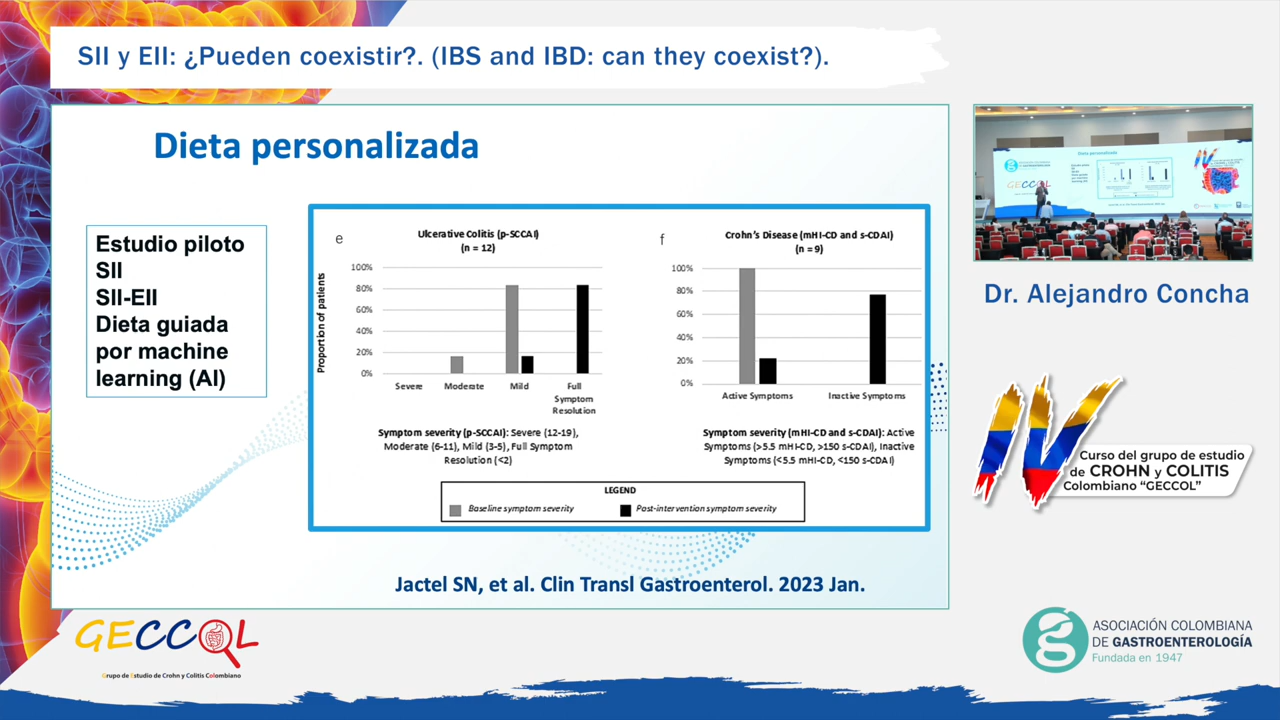 SII y EII: ¿Pueden coexistir?. (IBS and IBD: can they coexist?).
Dieta personalizada
Estudio piloto
SII
SII-EII
Dieta guiada
por machine
learning (AI)
e
Ulcerative Colitis (p-SCCAI)
(n = 12)
Proportion of patients
100%
80%
60%
40%
20%
0%
Severe
Moderate
Mild
Full
Symptom
Resolution
Symptom severity (p-SCCAI): Severe (12-19),
Moderate (6-11), Mild (3-5), Full Symptom
Resolution (<2)
f
Crohn's Disease (mHI-CD and s-CDAI)
(n = 9)
100%
80%
60%
40%
20%
0%
Active Symptoms
Inactive Symptoms
Symptom severity (mHI-CD and s-CDAI): Active
Symptoms (>5.5 mHI-CD, >150 s-CDAI), Inactive
Symptoms (<5.5 mHI-CD, <150 s-CDAI)
LEGEND
Baseline symptom severity
Post-intervention symptom severity
Jactel SN, et al. Clin Transl Gastroenterol. 2023 Jan.
Dieta personalizada
GECCOL
IV
Dr. Alejandro Concha
IV
Curso del grupo de estudio
de CROHN y COLITIS
Colombiano "GECCOL"
GECCOL
Grupo de Estudio de Crohn y Colitis Colombiano
ASOCIACIÓN COLOMBIANA
DE GASTROENTEROLOGÍA
Fundada en 1947